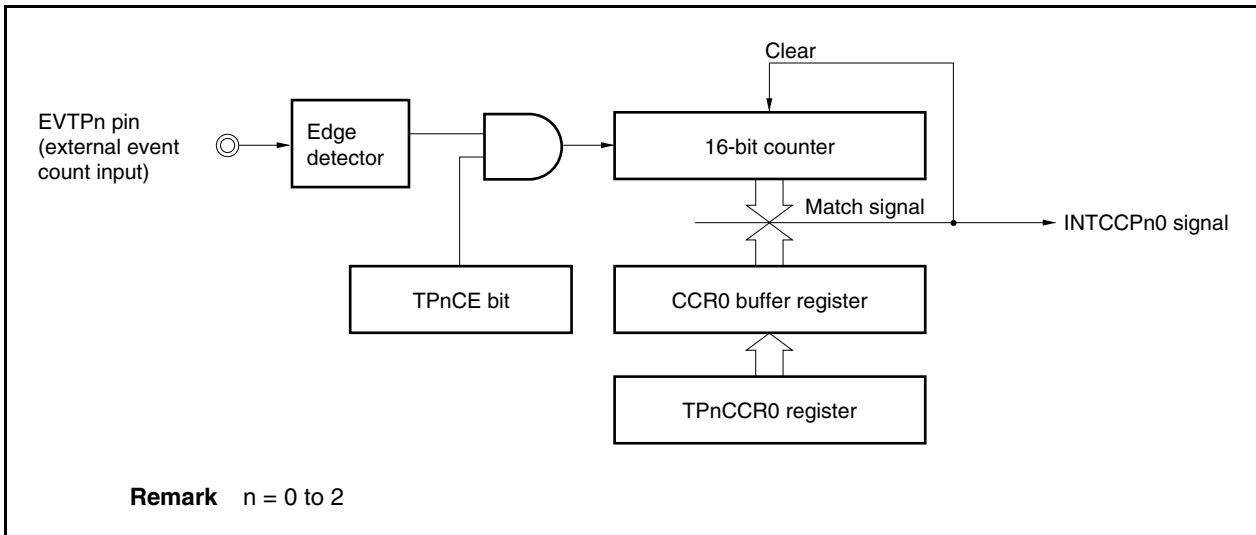 Clear
EVTPn pin
(external event
count input)
Edge
detector
16-bit counter
Match signal
INTCCPn0 signal
TPnCE bit
CCR0 buffer register
TPnCCR0 register
Remark n = 0 to 2